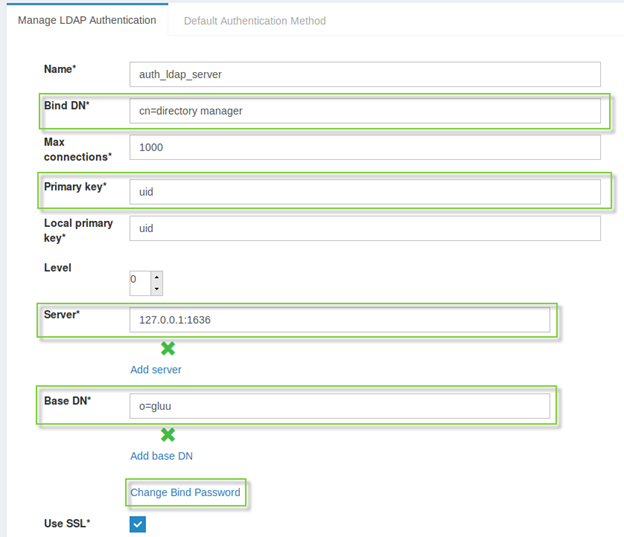 Manage LDAP Authentication Default Authentication Method
Name* auth_ldap_server
Bind DN* cn=directory manager
Max
connections* 1000
Primary key* uid
Local primary
key* uid
Level 0
Server* 127.0.0.1:1636
Add server
Base DN* o=gluu
Add base DN
Change Bind Password
Use SSL*